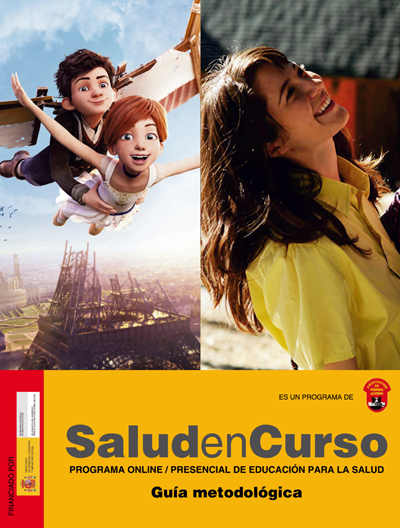 ES UN PROGRAMA DE
SaludenCurso
PROGRAMA ONLINE / PRESENCIAL DE EDUCACIÓN PARA LA SALUD
Guía metodológica
FINANCIADO POR